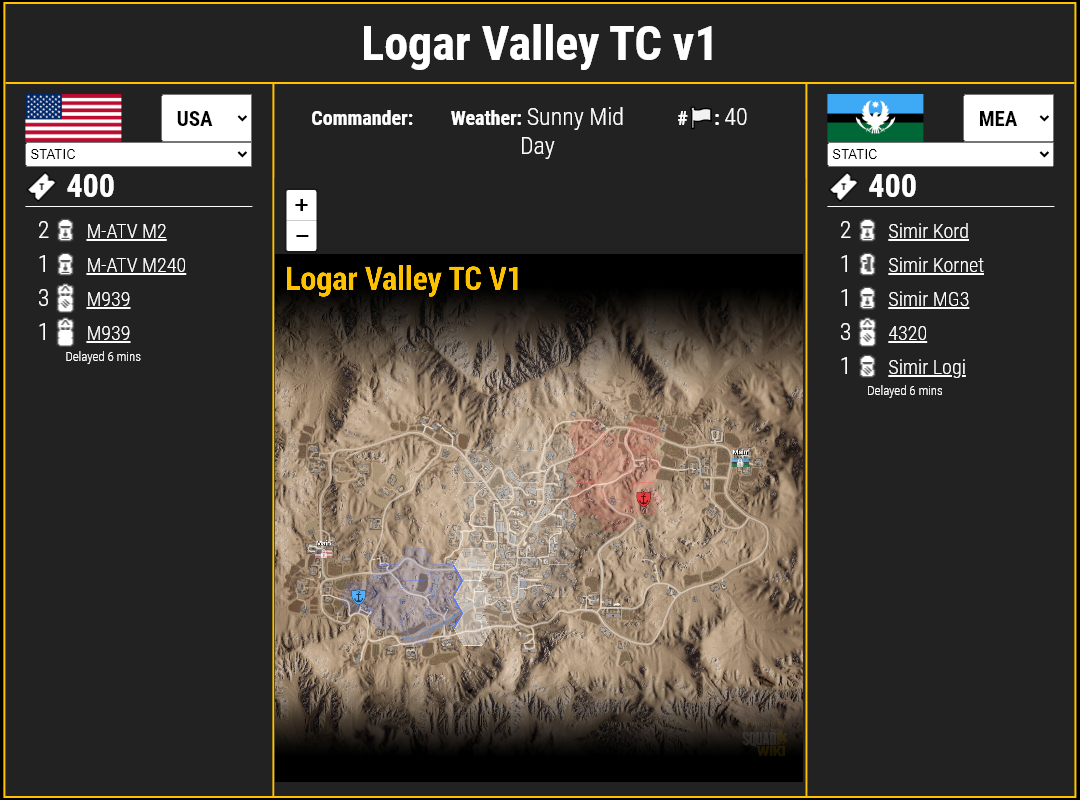 Logar Valley TC v1
USA
STATIC
400
2 M-ATV M2
1 M-ATV M240
3 M939
1 M939
Delayed 6 mins
Commander:
Weather: Sunny Mid
Day
#: 40
+
−
Logar Valley TC V1
Main
Main
SQUAD
WIKI
MEA
STATIC
400
2 Simir Kord
1 Simir Kornet
1 Simir MG3
3 4320
1 Simir Logi
Delayed 6 mins